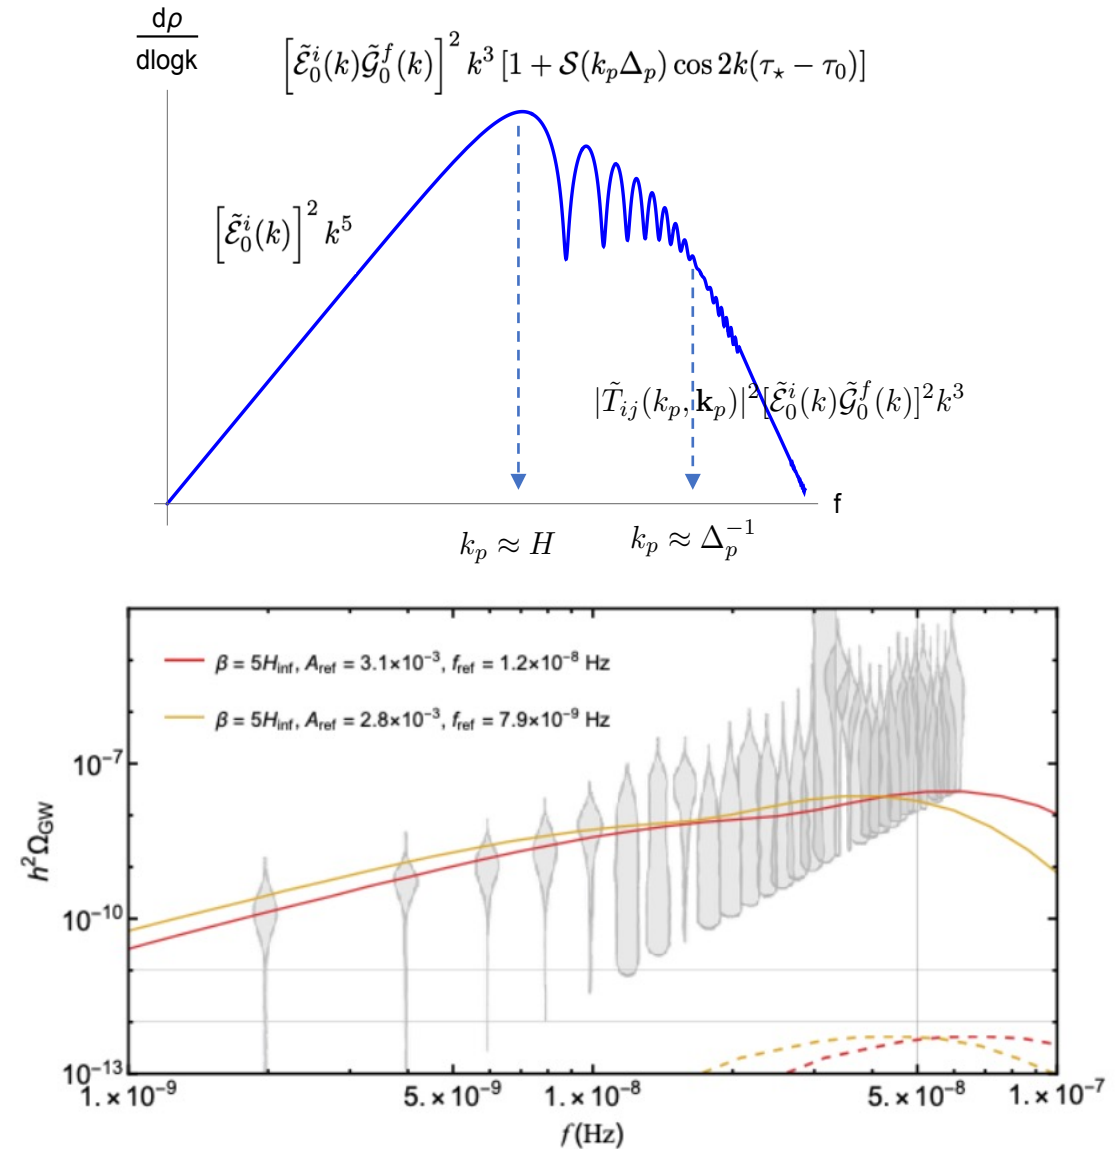 dρ
dlogk
[ℰ̃₀ⁱ(k)𝒢̃₀ᶠ(k)]² k³ [1 + 𝒮(kₚΔₚ) cos 2k(τ⋆ − τ₀)]
[ℰ̃₀ⁱ(k)]² k⁵
|T̃ᵢⱼ(kₚ, 𝐤ₚ)|²[ℰ̃₀ⁱ(k)𝒢̃₀ᶠ(k)]²k³
f
kₚ ≈ H
kₚ ≈ Δₚ⁻¹
β = 5H_inf, A_ref = 3.1×10⁻³, f_ref = 1.2×10⁻⁸ Hz
β = 5H_inf, A_ref = 2.8×10⁻³, f_ref = 7.9×10⁻⁹ Hz
10⁻⁷
h²Ω_GW
10⁻¹⁰
10⁻¹³
1.×10⁻⁹
5.×10⁻⁹
1.×10⁻⁸
5.×10⁻⁸
1.×10⁻⁷
f(Hz)